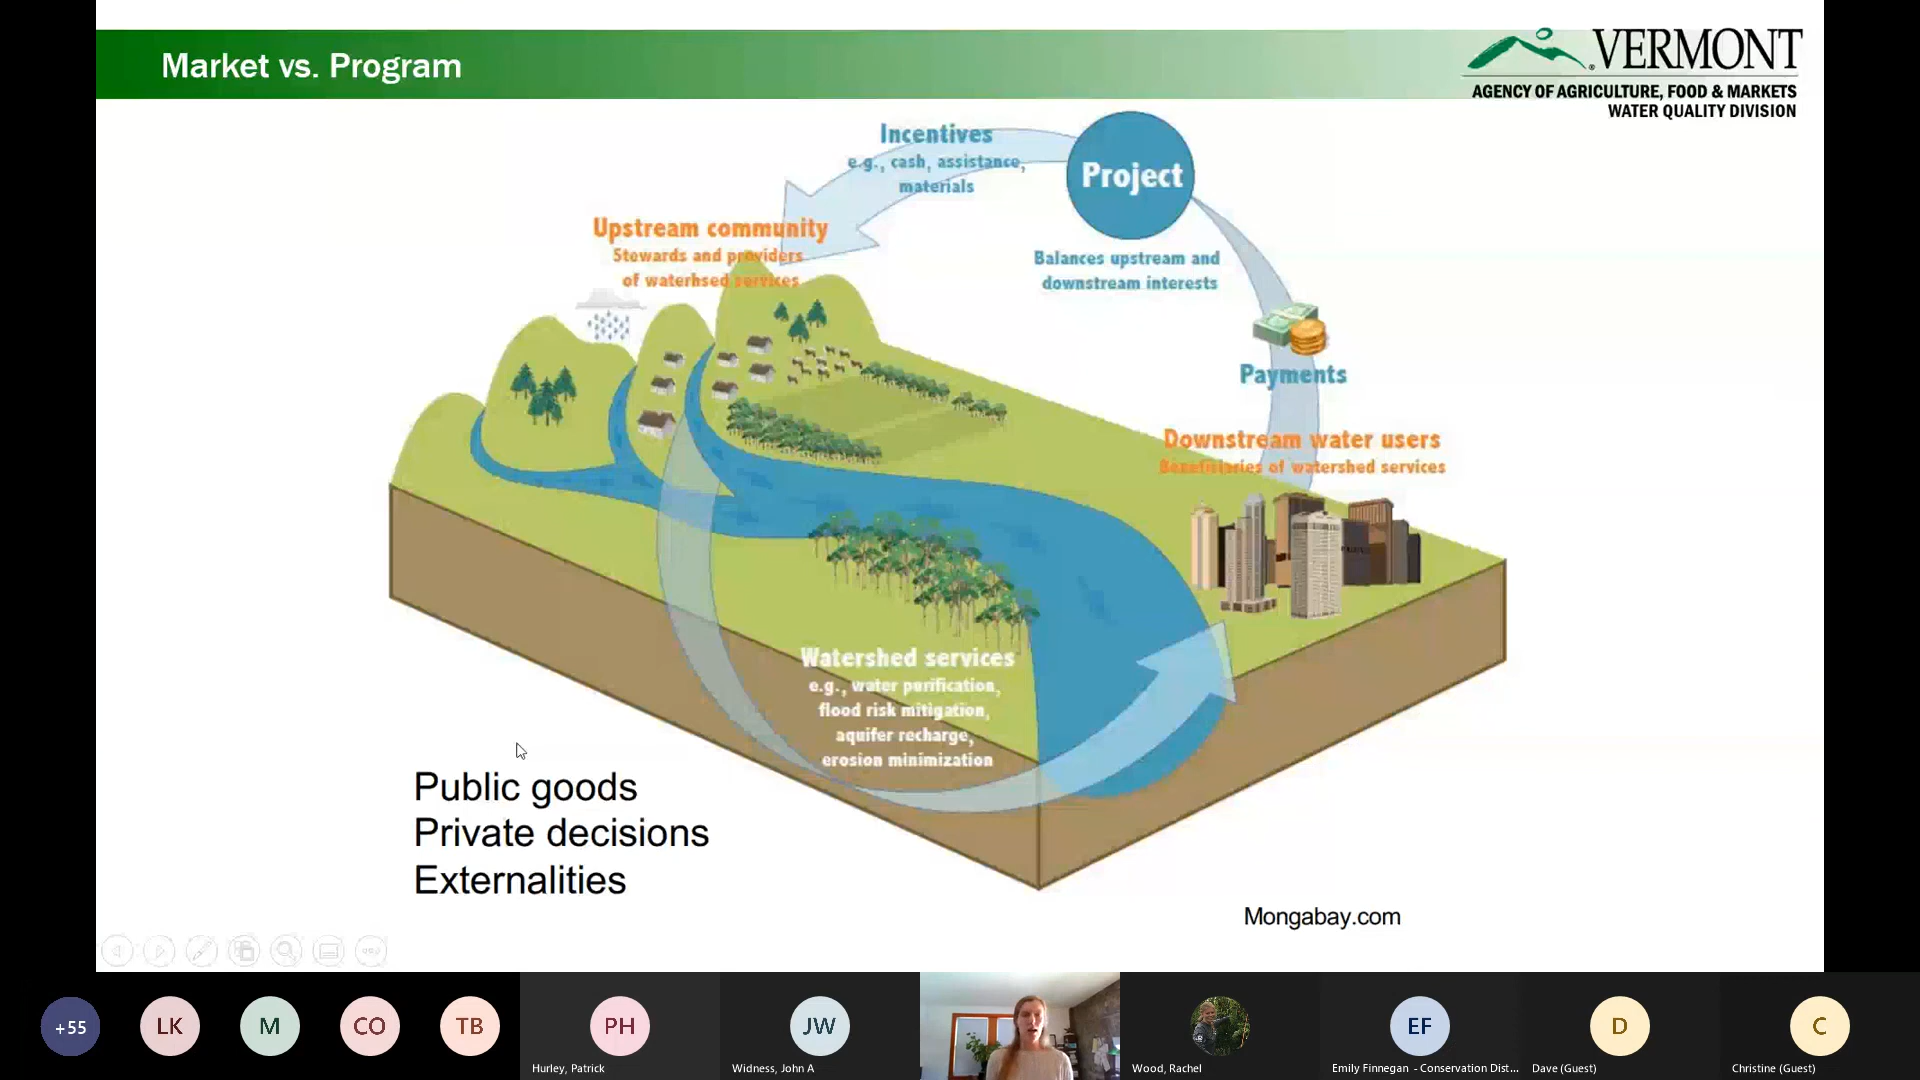 Market vs. Program
VERMONT
AGENCY OF AGRICULTURE, FOOD & MARKETS
WATER QUALITY DIVISION
Incentives
e.g., cash, assistance,
materials
Project
Balances upstream and
downstream interests
Upstream community
Stewards and providers
of waterhsed services
Payments
Downstream water users
Beneficiaries of watershed services
Watershed services
e.g., water purification,
flood risk mitigation,
aquifer recharge,
erosion minimization
Public goods
Private decisions
Externalities
Mongabay.com
+55
LK
M
CO
TB
PH
JW
EF
D
C
Hurley, Patrick
Widness, John A
Wood, Rachel
Emily Finnegan - Conservation Dist...
Dave (Guest)
Christine (Guest)